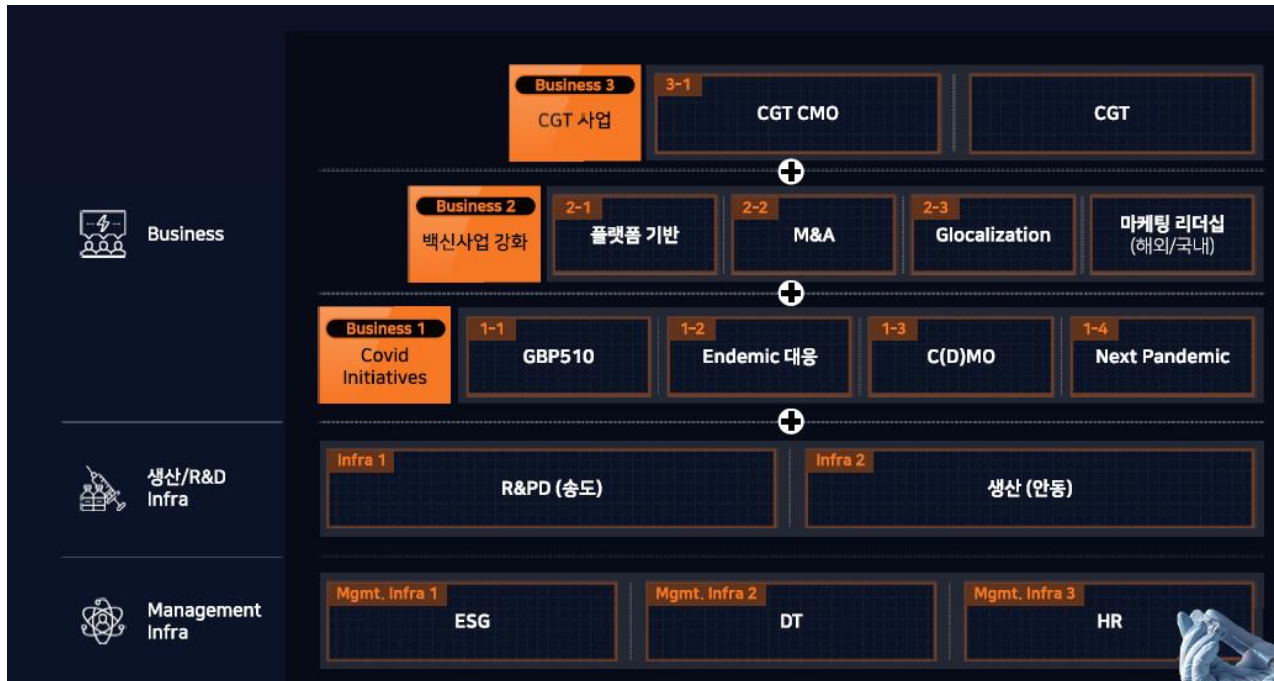 Business 3
CGT 사업
3-1
CGT CMO
CGT
Business
Business 2
백신사업 강화
2-1
플랫폼 기반
2-2
M&A
2-3
Glocalization
마케팅 리더십
(해외/국내)
Business 1
Covid
Initiatives
1-1
GBP510
1-2
Endemic 대응
1-3
C(D)MO
1-4
Next Pandemic
생산/R&D
Infra
Infra 1
R&PD (송도)
Infra 2
생산 (안동)
Management
Infra
Mgmt. Infra 1
ESG
Mgmt. Infra 2
DT
Mgmt. Infra 3
HR